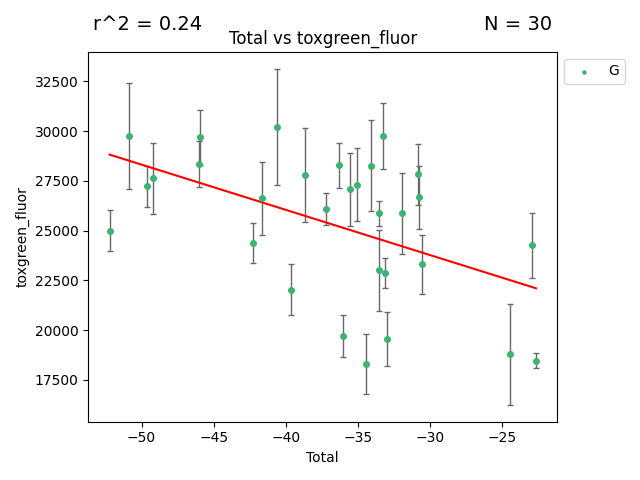 r^2 = 0.24
N = 30
Total vs toxgreen_fluor
G
toxgreen_fluor
32500
30000
27500
25000
22500
20000
17500
−50
−45
−40
−35
−30
−25
Total